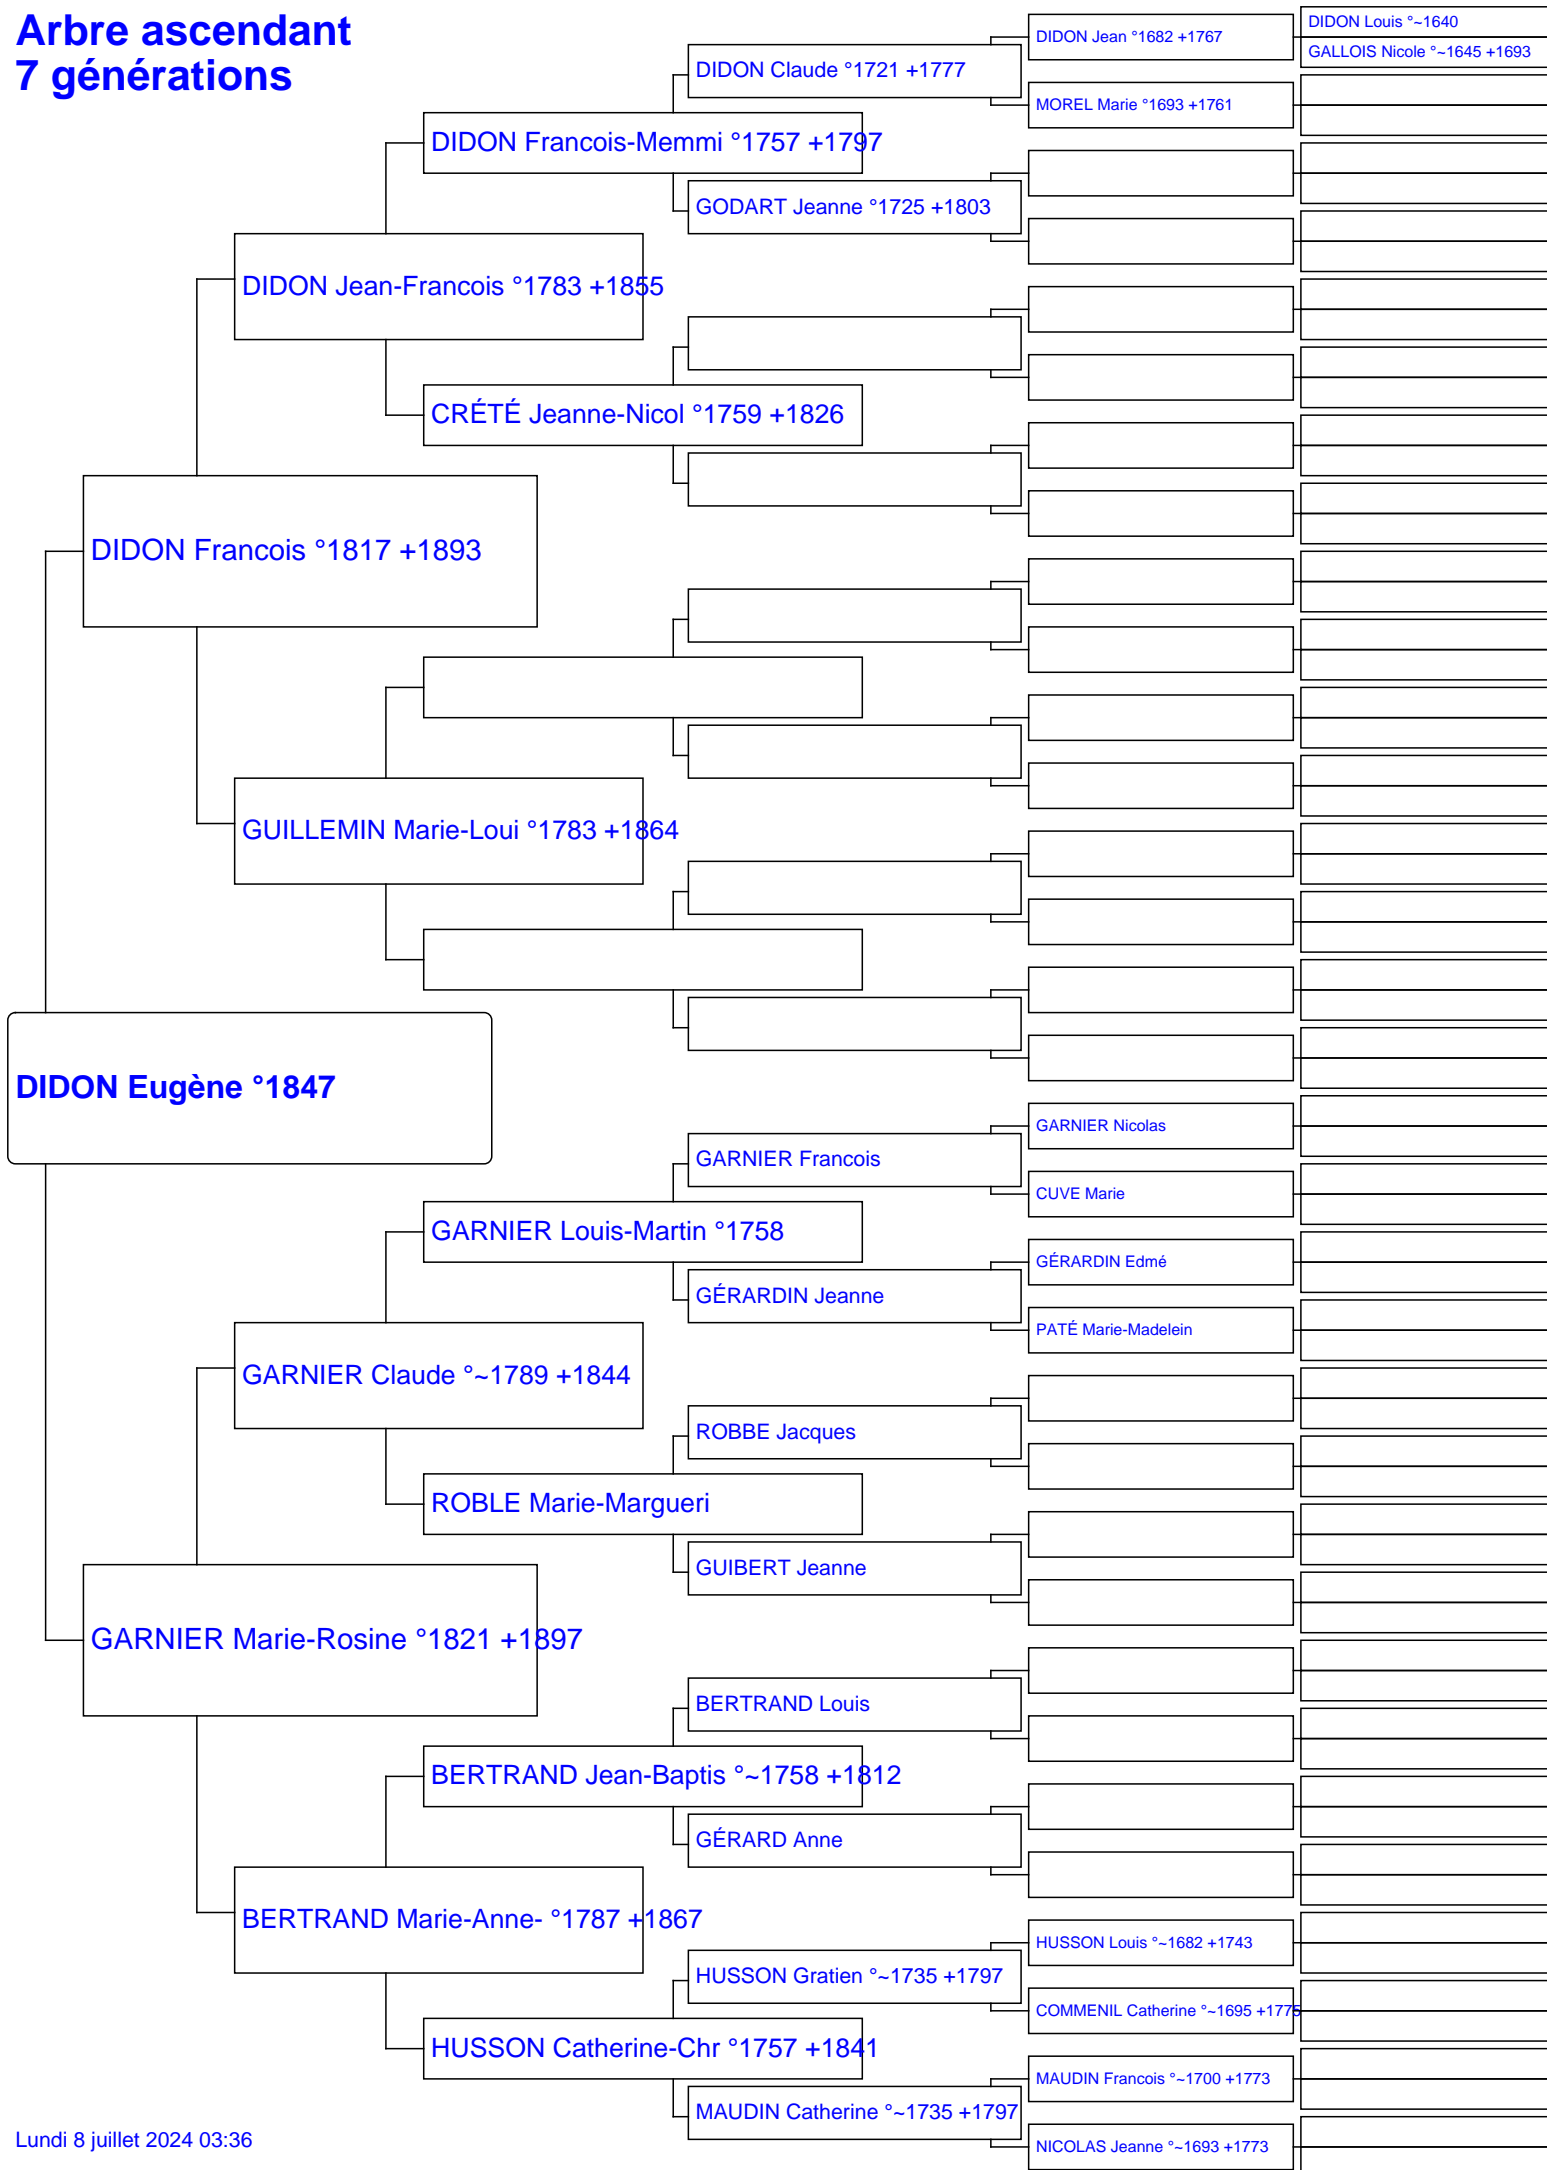 Arbre ascendant
7 générations
DIDON Jean °1682 +1767
DIDON Louis °~1640
GALLOIS Nicole °~1645 +1693
DIDON Claude °1721 +1777
MOREL Marie °1693 +1761
DIDON Francois-Memmi °1757 +1797
GODART Jeanne °1725 +1803
DIDON Jean-Francois °1783 +1855
CRÉTÉ Jeanne-Nicol °1759 +1826
DIDON Francois °1817 +1893
GUILLEMIN Marie-Loui °1783 +1864
DIDON Eugène °1847
GARNIER Nicolas
GARNIER Francois
CUVE Marie
GARNIER Louis-Martin °1758
GÉRARDIN Edmé
GÉRARDIN Jeanne
PATÉ Marie-Madelein
GARNIER Claude °~1789 +1844
ROBBE Jacques
ROBLE Marie-Margueri
GUIBERT Jeanne
GARNIER Marie-Rosine °1821 +1897
BERTRAND Louis
BERTRAND Jean-Baptis °~1758 +1812
GÉRARD Anne
BERTRAND Marie-Anne- °1787 +1867
HUSSON Louis °~1682 +1743
HUSSON Gratien °~1735 +1797
COMMENIL Catherine °~1695 +1775
HUSSON Catherine-Chr °1757 +1841
MAUDIN Francois °~1700 +1773
MAUDIN Catherine °~1735 +1797
NICOLAS Jeanne °~1693 +1773
Lundi 8 juillet 2024 03:36